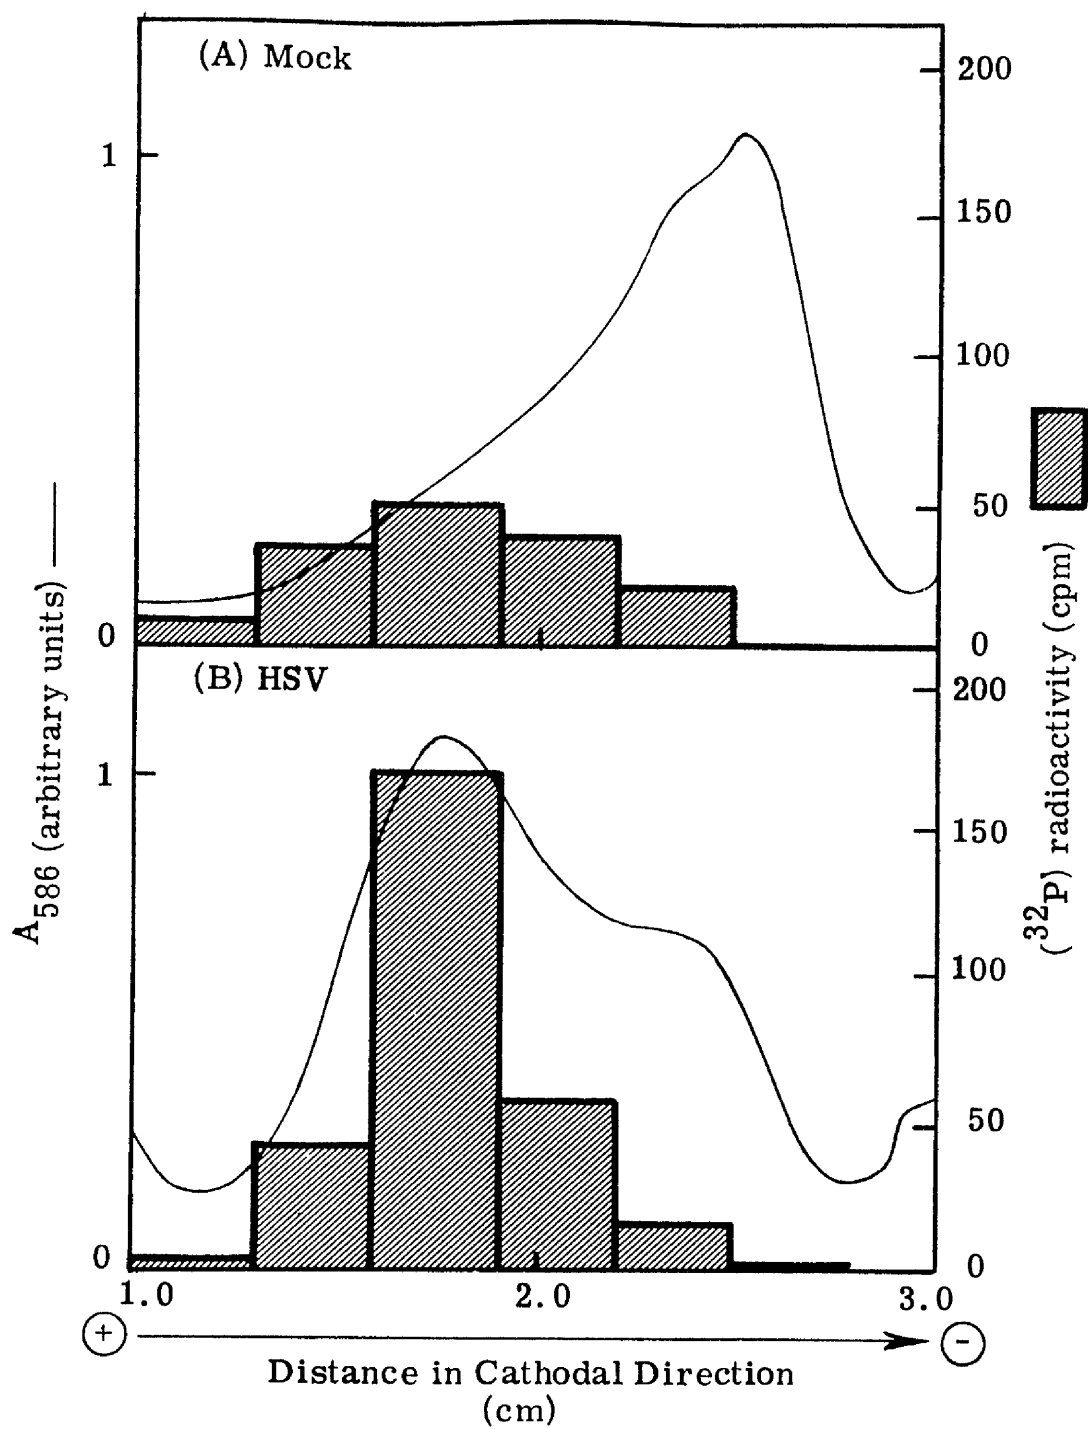 (A) Mock
200
1
150
100
50
0
0
(B) HSV
200
1
150
100
50
0
0
1.0 2.0 3.0
+ −
Distance in Cathodal Direction
(cm)
A586 (arbitrary units)
(32P) radioactivity (cpm)